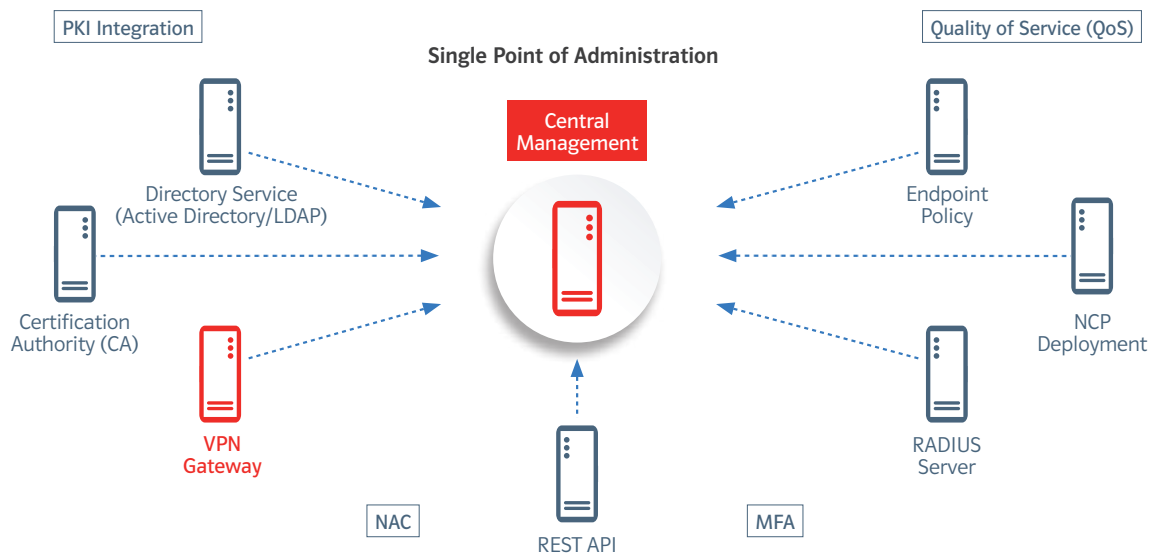 PKI Integration
Quality of Service (QoS)
Single Point of Administration
Central
Management
Directory Service
(Active Directory/LDAP)
Endpoint
Policy
Certification
Authority (CA)
NCP
Deployment
VPN
Gateway
RADIUS
Server
NAC
MFA
REST API